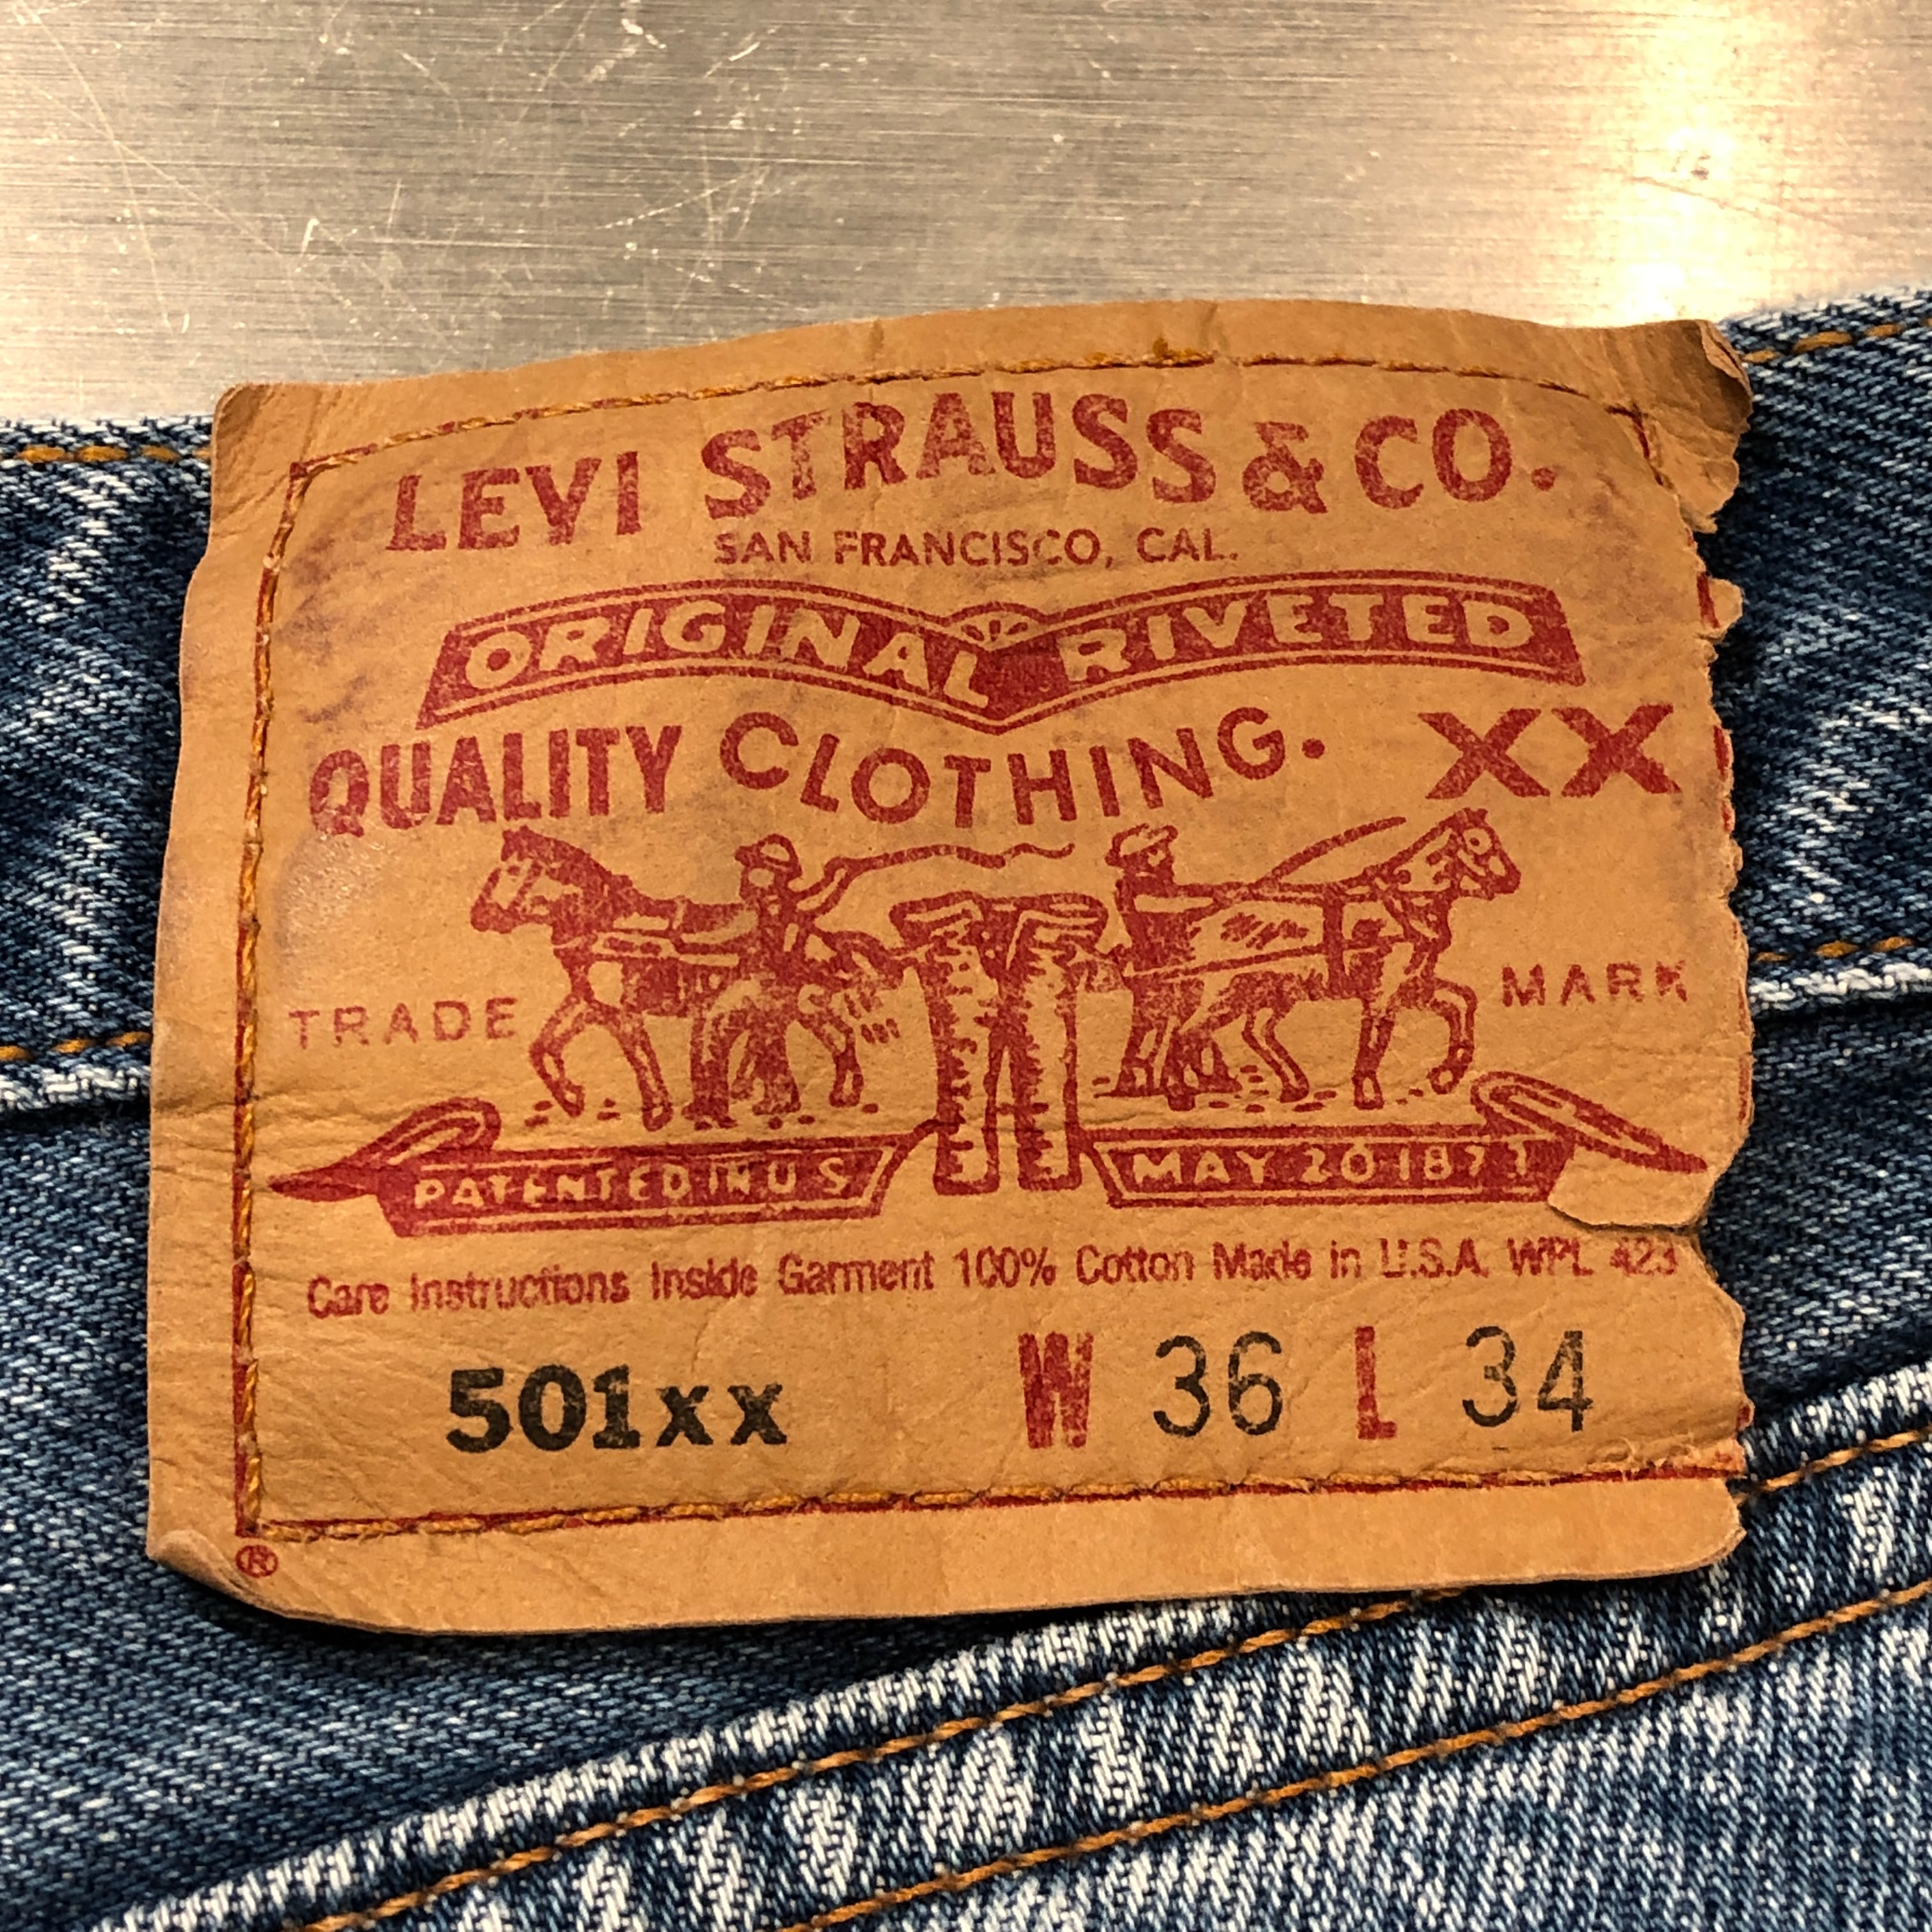 LEVI STRAUSS & CO.
SAN FRANCISCO, CAL.
ORIGINAL RIVETED
QUALITY CLOTHING. XX
TRADE MARK
PATENTED IN U S MAY 20 1873
Care Instructions Inside Garment 100% Cotton Made in U.S.A. WPL 423
501xx W 36 L 34
®